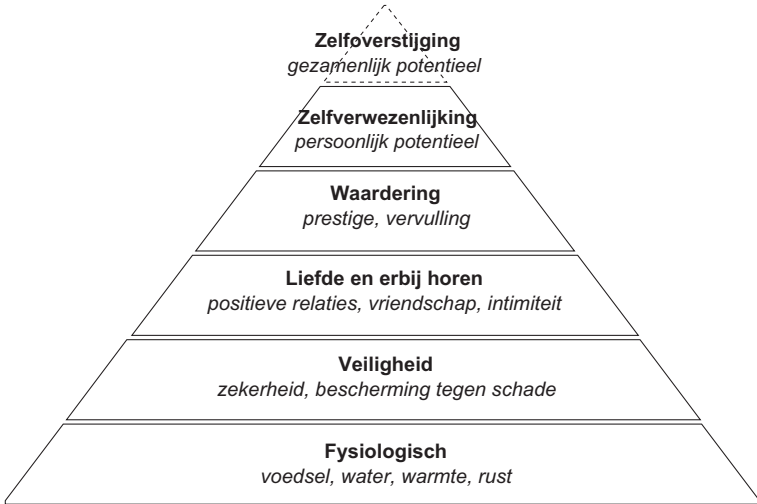 Zelfoverstijging
gezamenlijk potentieel
Zelfverwezenlijking
persoonlijk potentieel
Waardering
prestige, vervulling
Liefde en erbij horen
positieve relaties, vriendschap, intimiteit
Veiligheid
zekerheid, bescherming tegen schade
Fysiologisch
voedsel, water, warmte, rust